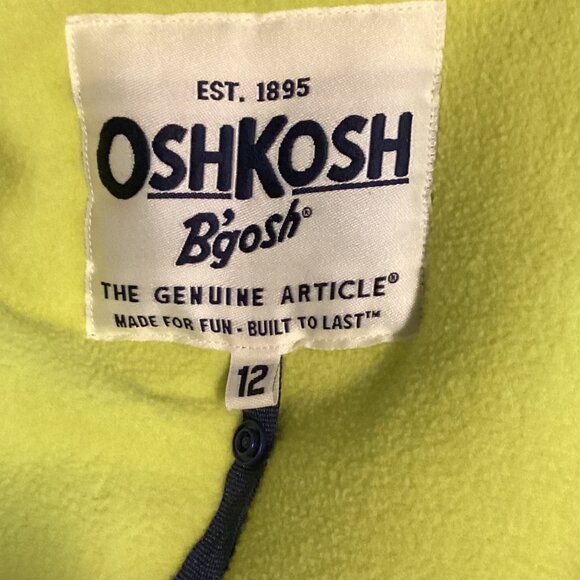 EST. 1895
OSHKOSH
B'gosh®
THE GENUINE ARTICLE®
MADE FOR FUN - BUILT TO LAST™
12